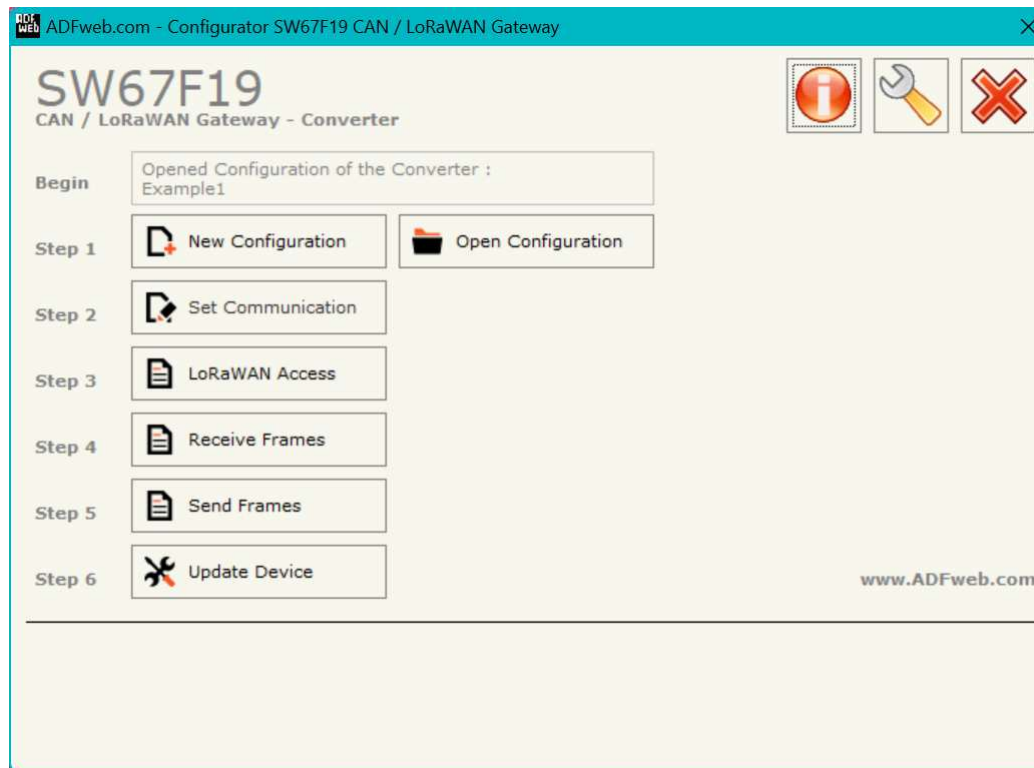 ADF web ADFweb.com - Configurator SW67F19 CAN / LoRaWAN Gateway
SW67F19
CAN / LoRaWAN Gateway - Converter
Begin
Opened Configuration of the Converter :
Example1
Step 1 New Configuration Open Configuration
Step 2 Set Communication
Step 3 LoRaWAN Access
Step 4 Receive Frames
Step 5 Send Frames
Step 6 Update Device
www.ADFweb.com